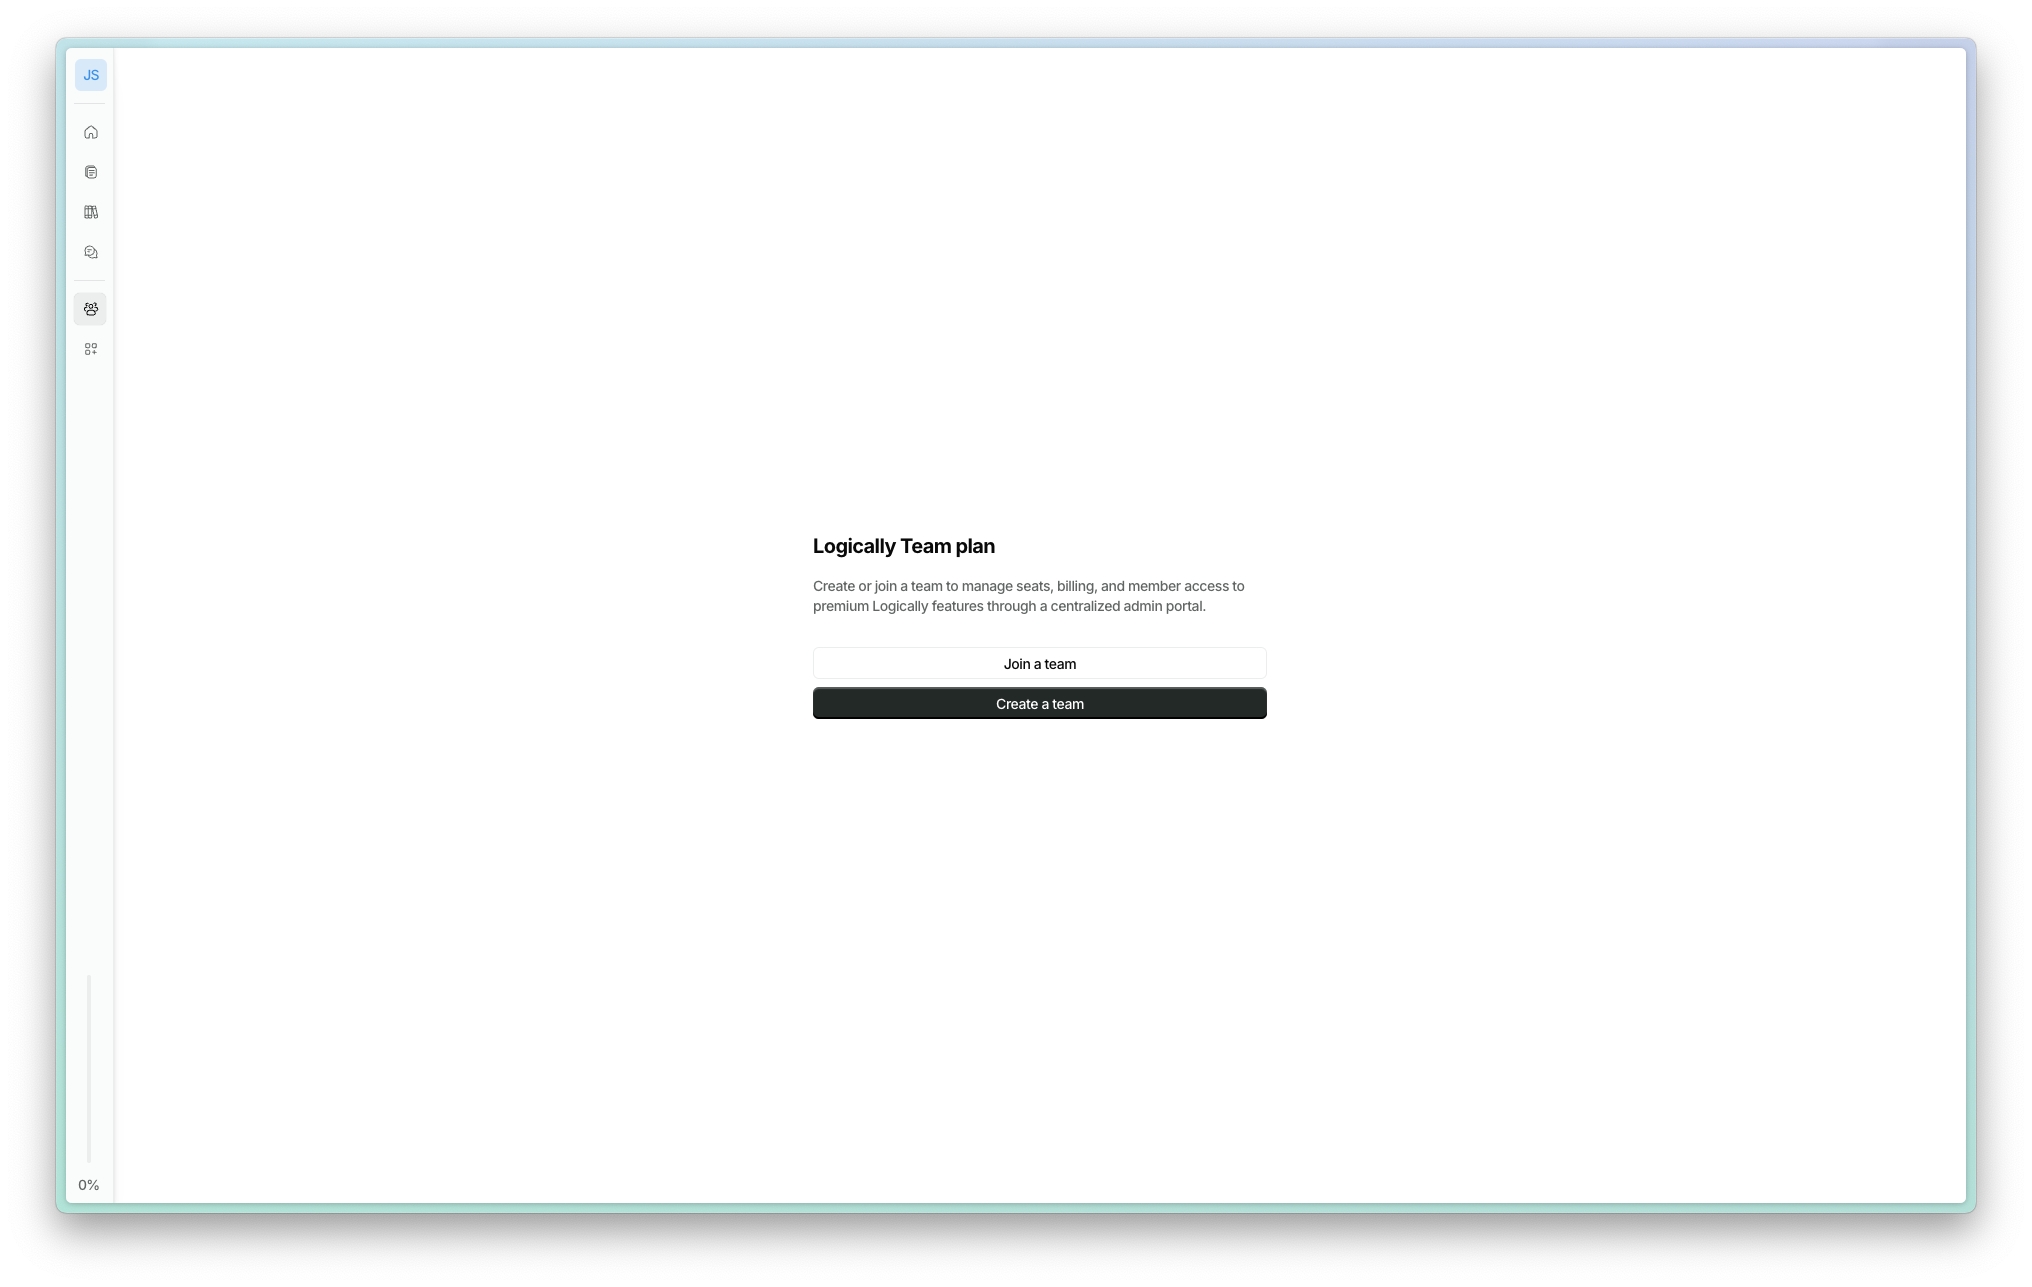 JS
Logically Team plan
Create or join a team to manage seats, billing, and member access to
premium Logically features through a centralized admin portal.
Join a team
Create a team
0%